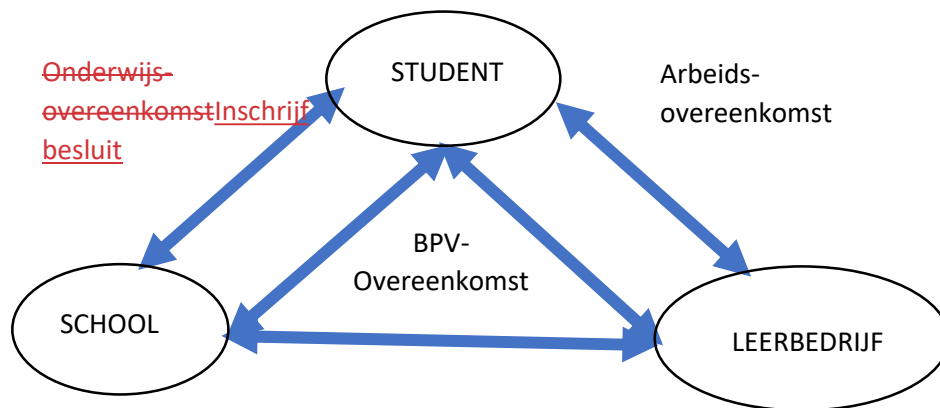 STUDENT
Onderwijs-
overeenkomstInschrijf
besluit
Arbeids-
overeenkomst
BPV-
Overeenkomst
SCHOOL
LEERBEDRIJF